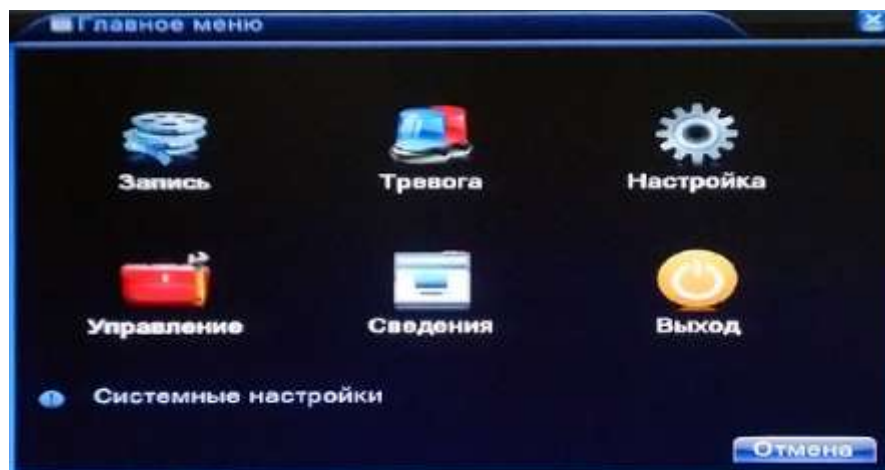 Главное меню
Запись
Тревога
Настройка
Управление
Сведения
Выход
Системные настройки
Отмена